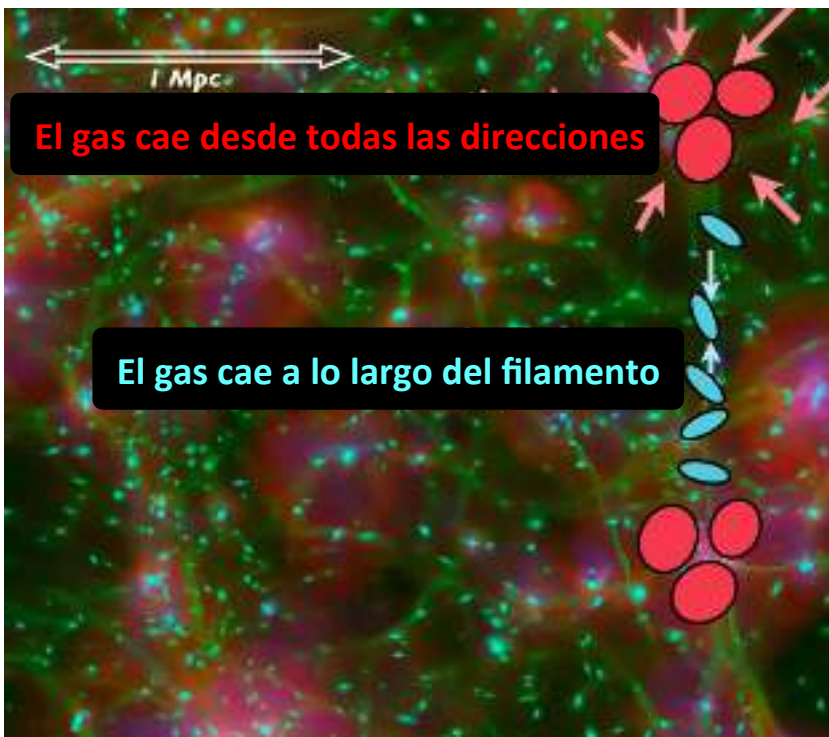 1 Mpc
El gas cae desde todas las direcciones
El gas cae a lo largo del filamento